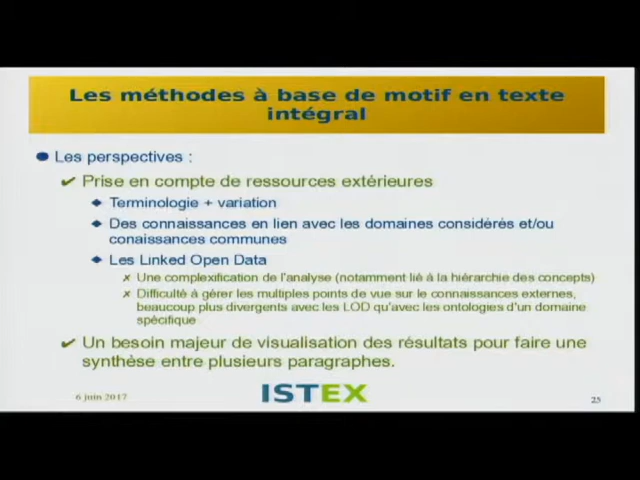 Les méthodes à base de motif en texte
intégral
Les perspectives :
Prise en compte de ressources extérieures
Terminologie + variation
Des connaissances en lien avec les domaines considérés et/ou
conaissances communes
Les Linked Open Data
Une complexification de l'analyse (notamment lié à la hiérarchie des concepts)
Difficulté à gérer les multiples points de vue sur le connaissances externes,
beaucoup plus divergents avec les LOD qu'avec les ontologies d'un domaine
spécifique
Un besoin majeur de visualisation des résultats pour faire une
synthèse entre plusieurs paragraphes.
6 juin 2017
ISTEX
25